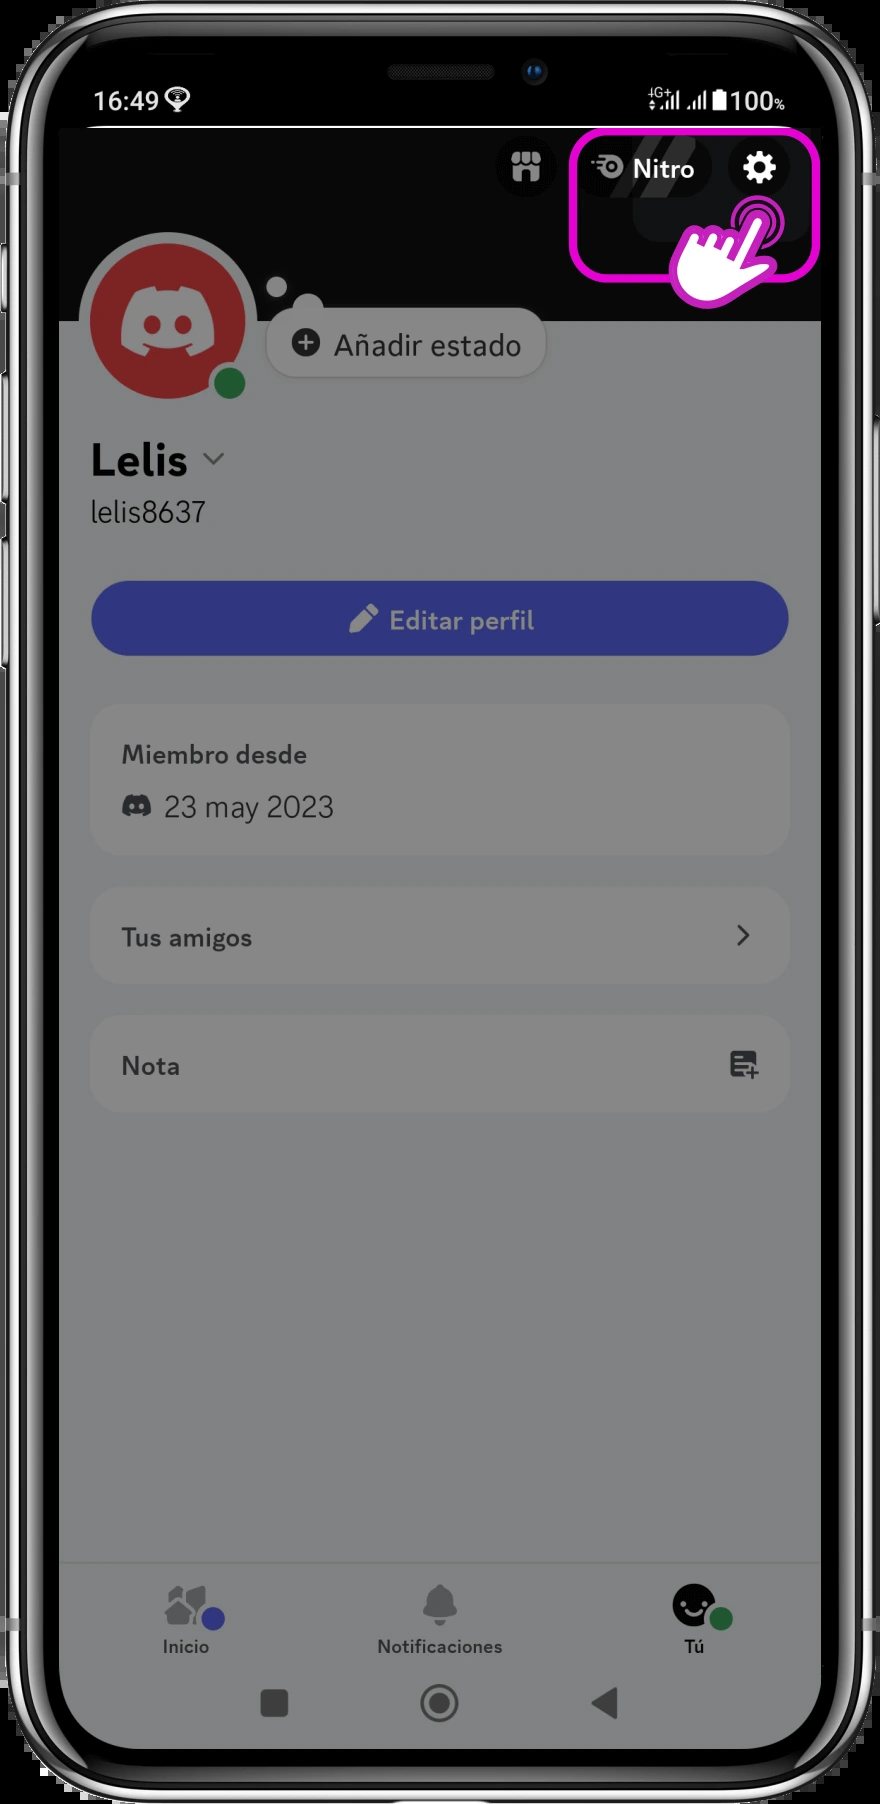 16:49 4G+ 100%
Nitro
Añadir estado
Lelis
lelis8637
Editar perfil
Miembro desde
23 may 2023
Tus amigos
Nota
Inicio Notificaciones Tú